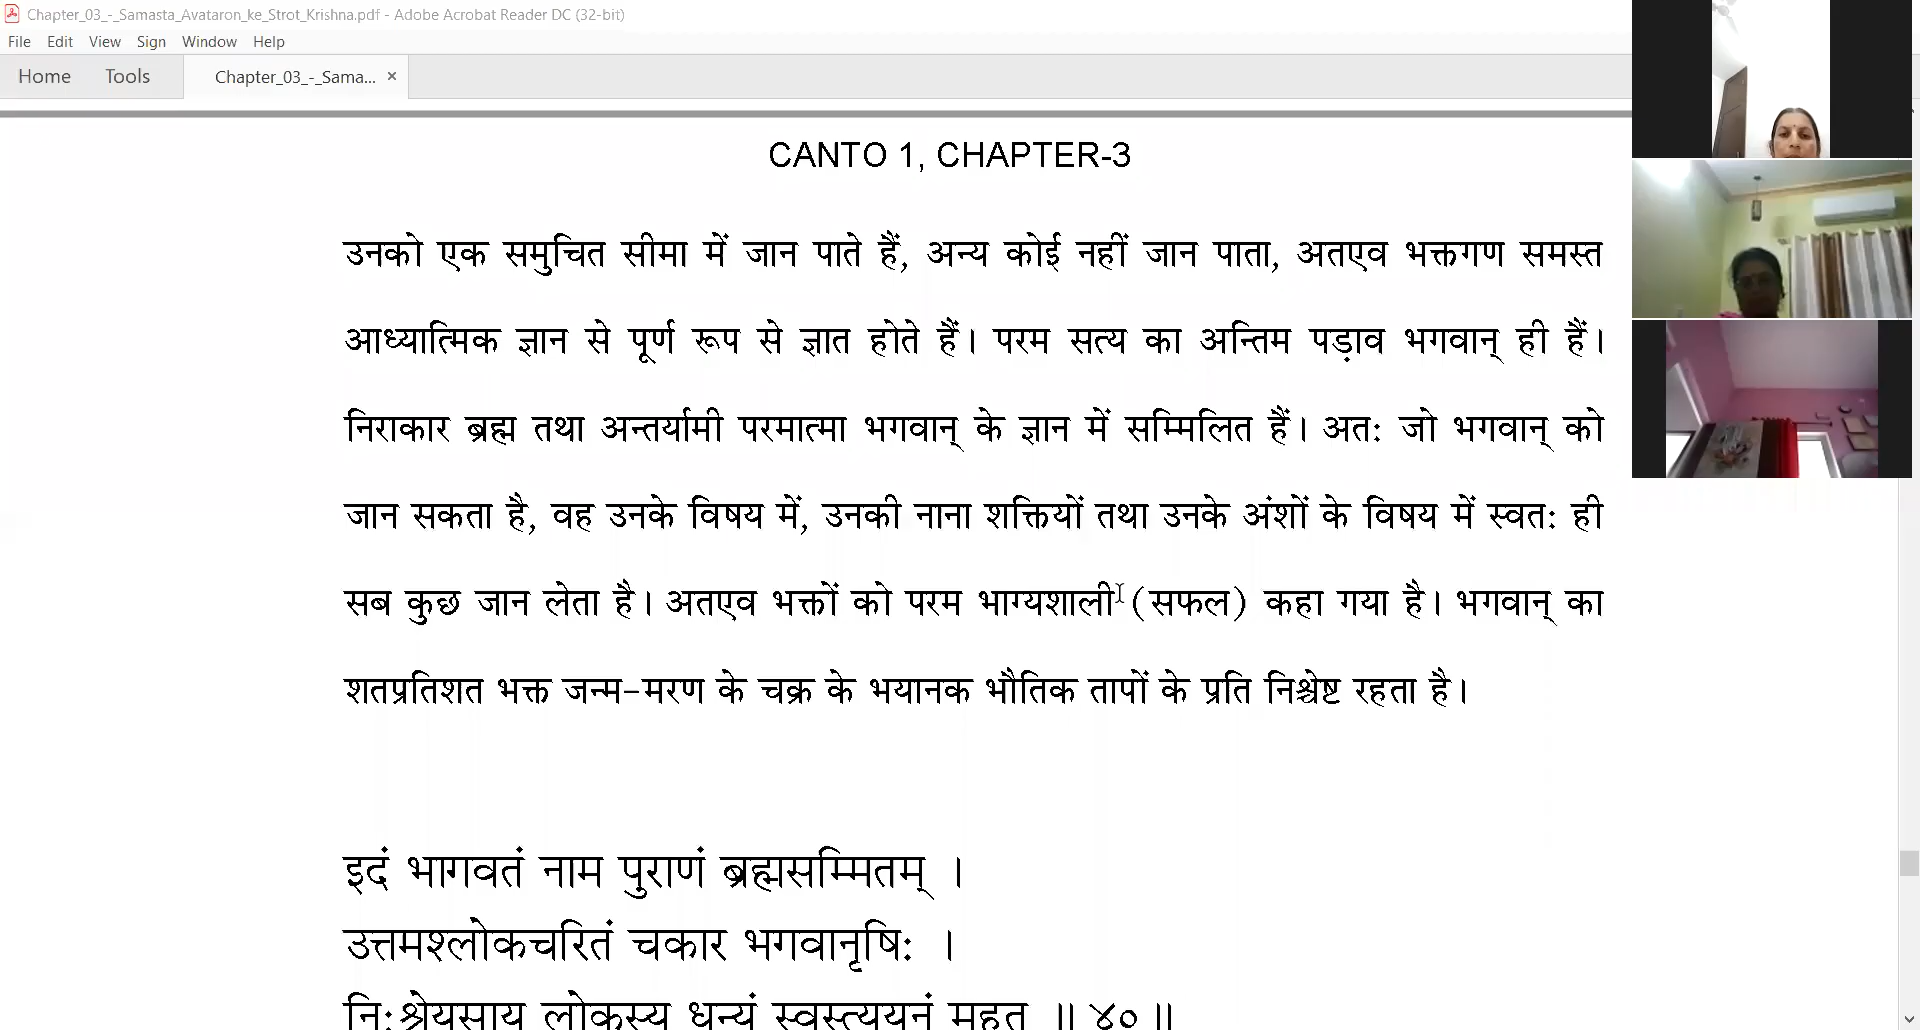 Chapter_03_-_Samasta_Avataron_ke_Strot_Krishna.pdf - Adobe Acrobat Reader DC (32-bit)
File Edit View Sign Window Help
Home Tools Chapter_03_-_Sama... ×
CANTO 1, CHAPTER-3
उनको एक समुचित सीमा में जान पाते हैं, अन्य कोई नहीं जान पाता, अतएव भक्तगण समस्त
आध्यात्मिक ज्ञान से पूर्ण रूप से ज्ञात होते हैं। परम सत्य का अन्तिम पड़ाव भगवान् ही हैं।
निराकार ब्रह्म तथा अन्तर्यामी परमात्मा भगवान् के ज्ञान में सम्मिलित हैं। अतः जो भगवान् को
जान सकता है, वह उनके विषय में, उनकी नाना शक्तियों तथा उनके अंशों के विषय में स्वतः ही
सब कुछ जान लेता है। अतएव भक्तों को परम भाग्यशाली (सफल) कहा गया है। भगवान् का
शतप्रतिशत भक्त जन्म-मरण के चक्र के भयानक भौतिक तापों के प्रति निश्चेष्ट रहता है।
इदं भागवतं नाम पुराणं ब्रह्मसम्मितम् ।
उत्तमश्लोकचरितं चकार भगवानृषिः ।
निःश्रेयसाय लोकस्य धन्यं स्वस्त्ययनं महत् ॥ ४० ॥